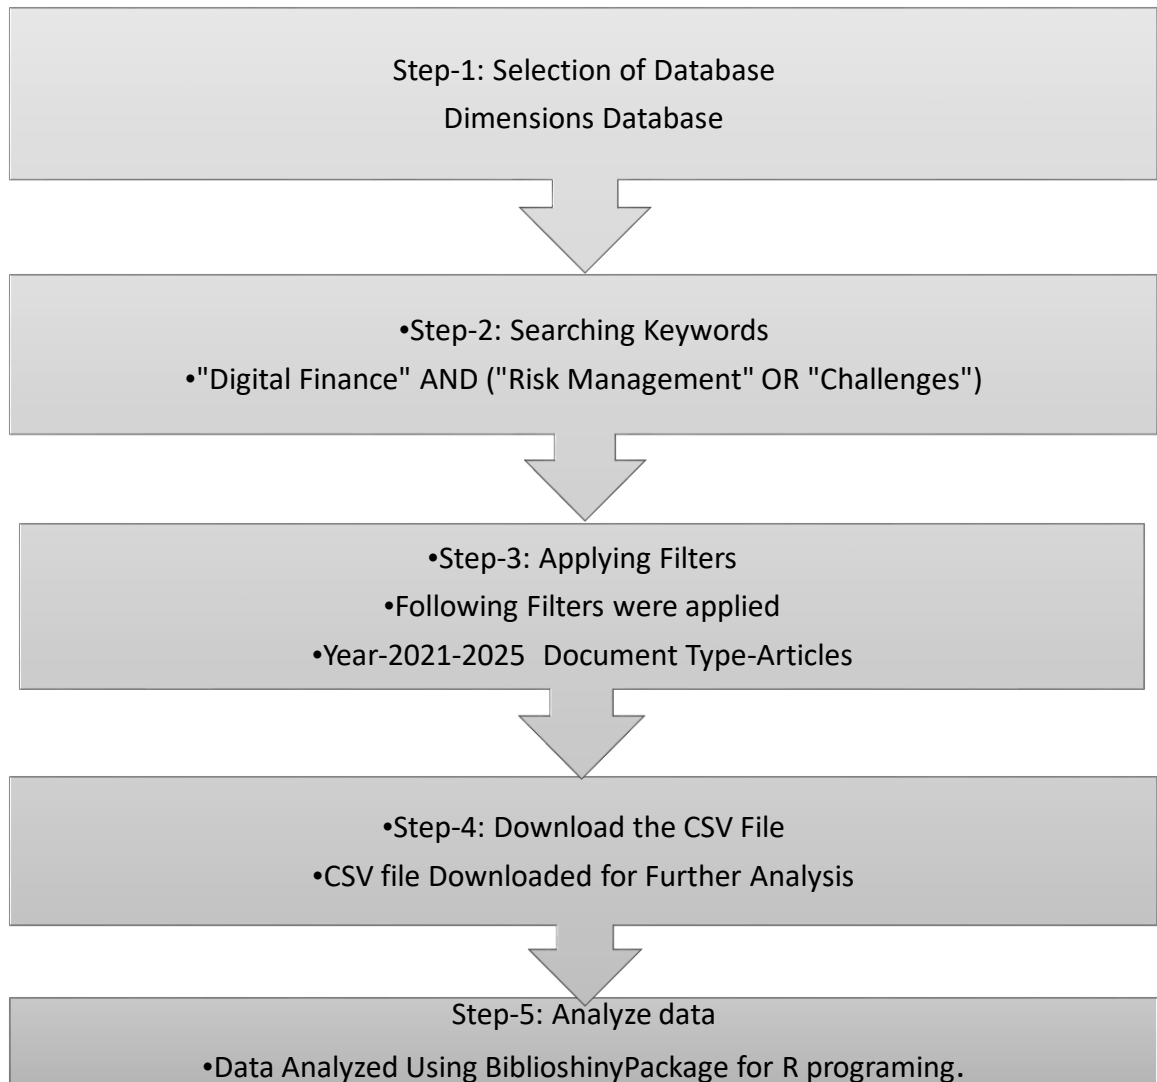 Step-1: Selection of Database
Dimensions Database
•Step-2: Searching Keywords
•"Digital Finance" AND ("Risk Management" OR "Challenges")
•Step-3: Applying Filters
•Following Filters were applied
•Year-2021-2025 Document Type-Articles
•Step-4: Download the CSV File
•CSV file Downloaded for Further Analysis
Step-5: Analyze data
•Data Analyzed Using BiblioshinyPackage for R programing.